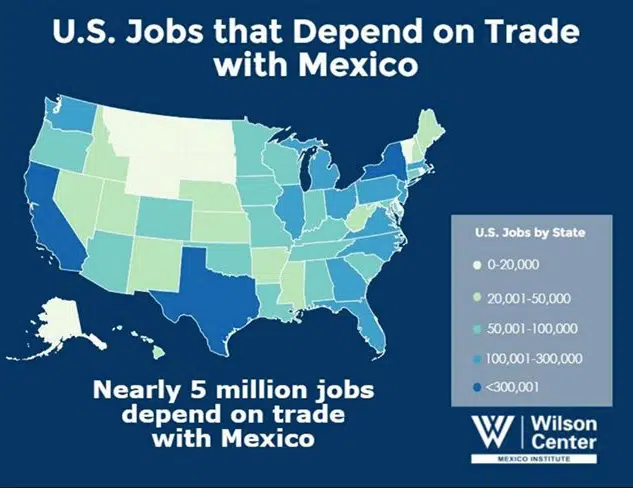 U.S. Jobs that Depend on Trade
with Mexico
U.S. Jobs by State
0-20,000
20,001-50,000
50,001-100,000
100,001-300,000
<300,001
Nearly 5 million jobs
depend on trade
with Mexico
W
Wilson
Center
MEXICO INSTITUTE